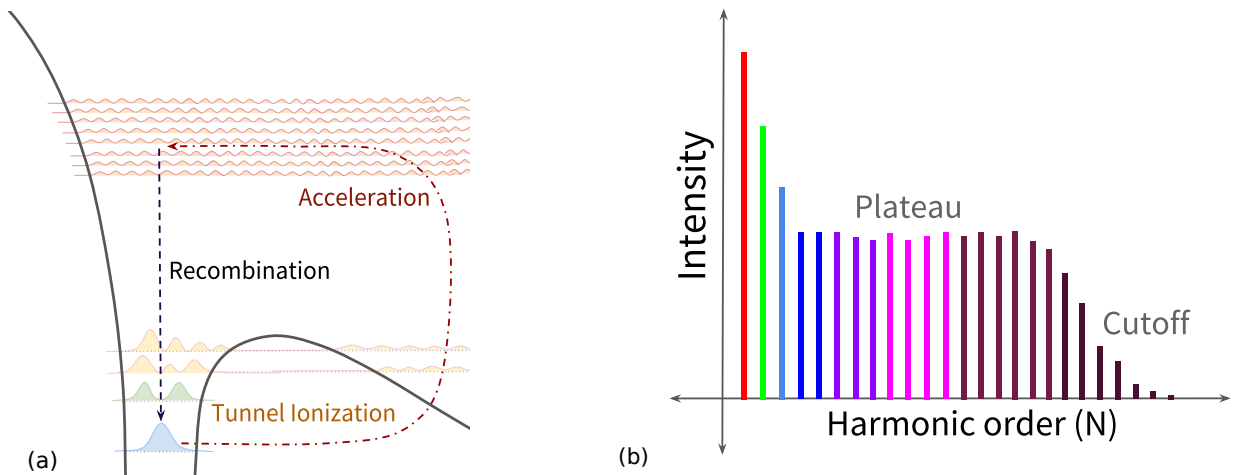 Acceleration
Recombination
Tunnel Ionization
(a)
Intensity
Plateau
Cutoff
Harmonic order (N)
(b)